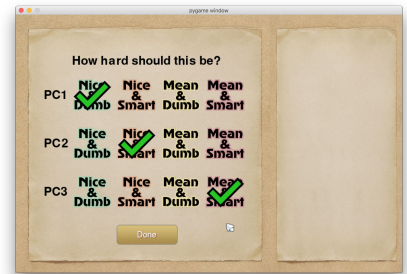 pygame window
How hard should this be?
PC1 Nice & Dumb Nice & Smart Mean & Dumb Mean & Smart
PC2 Nice & Dumb Nice & Smart Mean & Dumb Mean & Smart
PC3 Nice & Dumb Nice & Smart Mean & Dumb Mean & Smart
Done